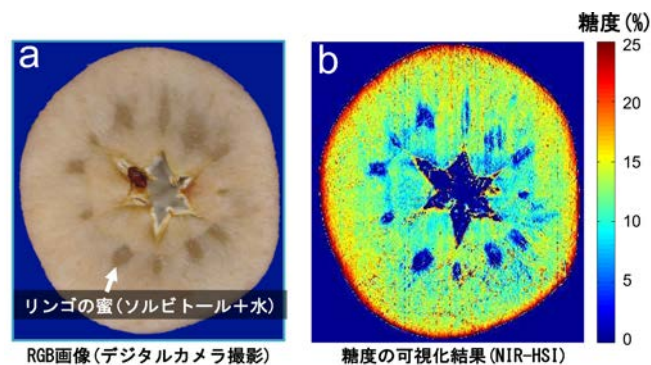 糖度(%)
a
b
25
20
15
10
5
0
リンゴの蜜(ソルビトール+水)
RGB画像(デジタルカメラ撮影)
糖度の可視化結果(NIR-HSI)